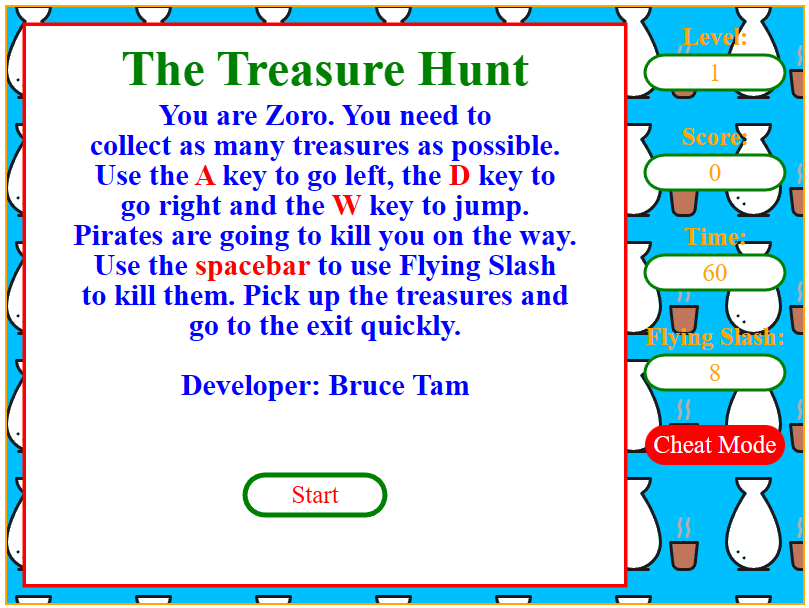 The Treasure Hunt
You are Zoro. You need to
collect as many treasures as possible.
Use the A key to go left, the D key to
go right and the W key to jump.
Pirates are going to kill you on the way.
Use the spacebar to use Flying Slash
to kill them. Pick up the treasures and
go to the exit quickly.
Developer: Bruce Tam
Start
Level:
1
Score:
0
Time:
60
Flying Slash:
8
Cheat Mode